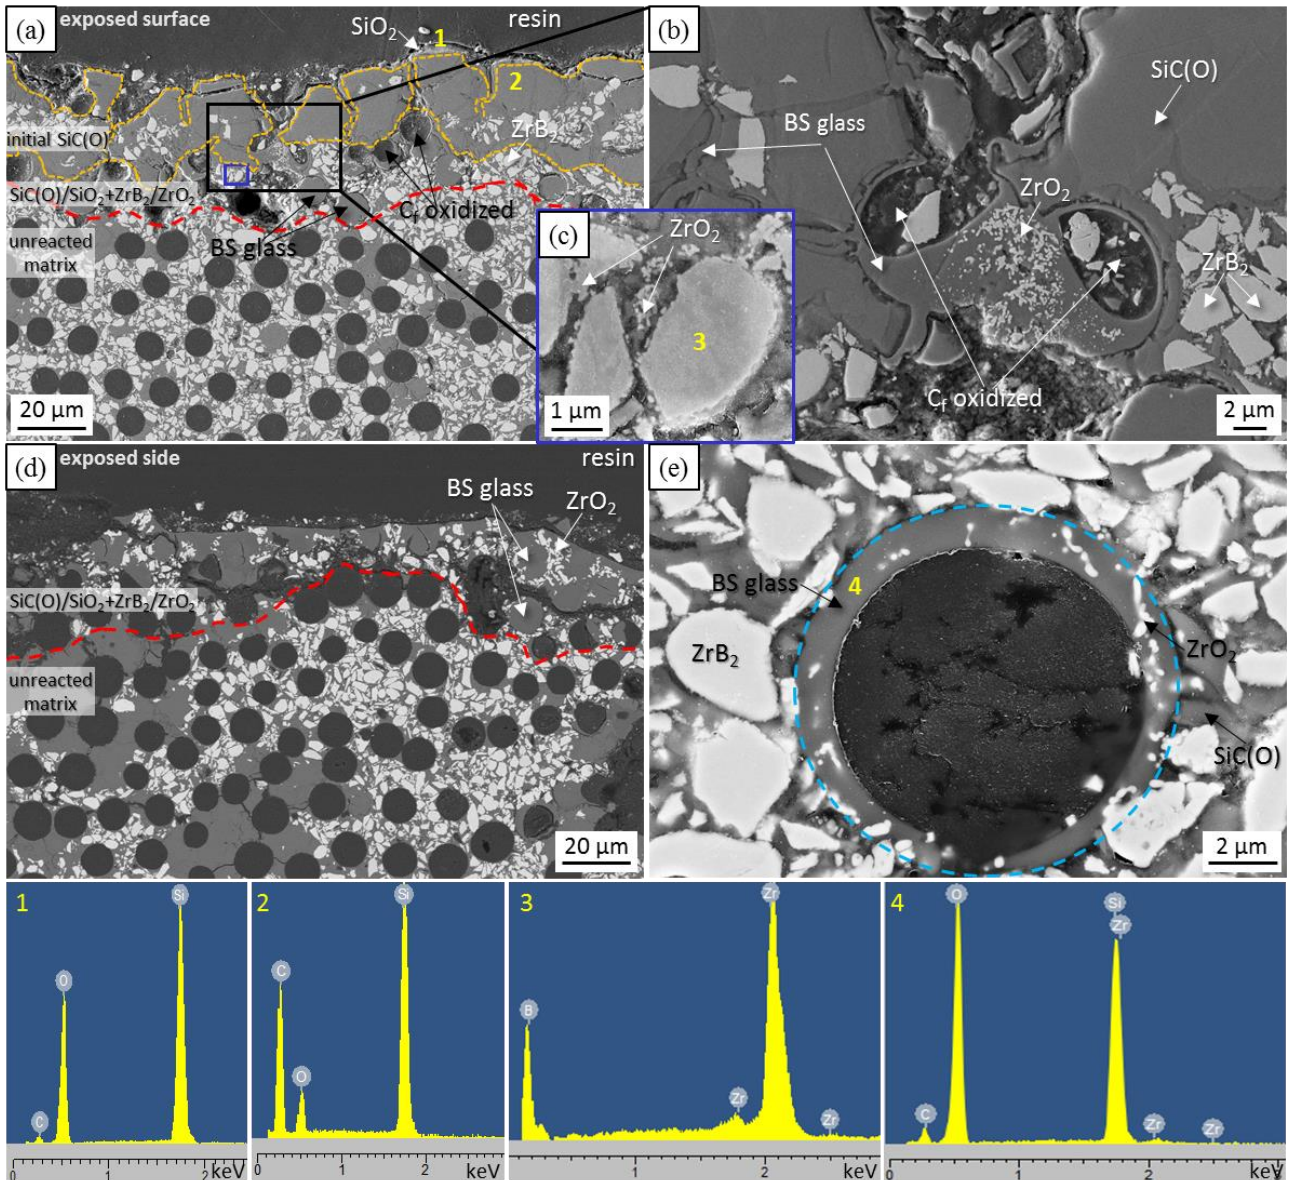 (a)
exposed surface
resin
SiO₂
1
2
initial SiC(O)
ZrB₂
SiC(O)/SiO₂+ZrB₂/ZrO₂
C_f oxidized
BS glass
unreacted
matrix
20 µm
(b)
SiC(O)
BS glass
ZrO₂
ZrB₂
C_f oxidized
2 µm
(c)
ZrO₂
3
1 µm
(d)
exposed side
resin
BS glass
ZrO₂
SiC(O)/SiO₂+ZrB₂/ZrO₂
unreacted
matrix
20 µm
(e)
BS glass
4
ZrB₂
ZrO₂
SiC(O)
2 µm
1
Si
O
C
0 1 2 keV
2
Si
C
O
0 1 2 keV
3
Zr
B
Zr
Zr
1 2 keV
4
O
Si
Zr
C
Zr
Zr
0 1 2 keV